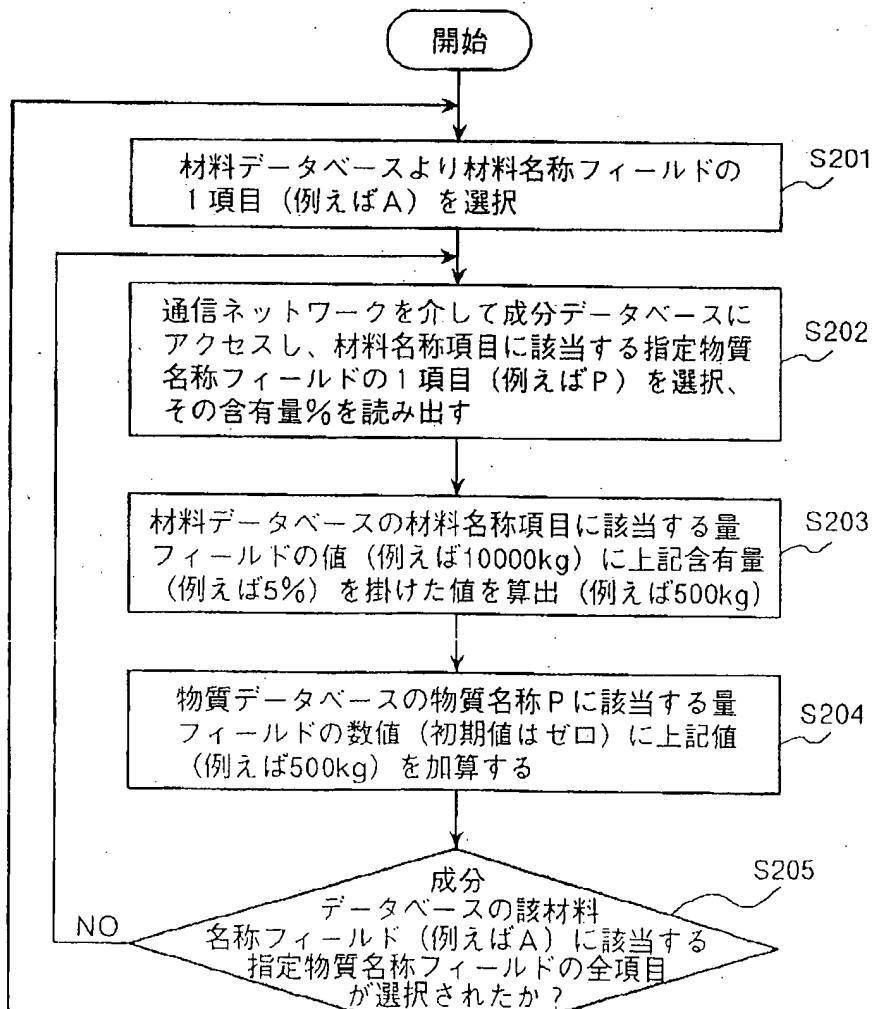 開始
材料データベースより材料名称フィールドの
1項目(例えばA)を選択
S201
通信ネットワークを介して成分データベースに
アクセスし、材料名称項目に該当する指定物質
名称フィールドの1項目(例えばP)を選択、
その含有量%を読み出す
S202
材料データベースの材料名称項目に該当する量
フィールドの値(例えば10000kg)に上記含有量
(例えば5%)を掛けた値を算出(例えば500kg)
S203
物質データベースの物質名称Pに該当する量
フィールドの数値(初期値はゼロ)に上記値
(例えば500kg)を加算する
S204
成分
データベースの該材料
名称フィールド(例えばA)に該当する
指定物質名称フィールドの全項目
が選択されたか?
S205
NO